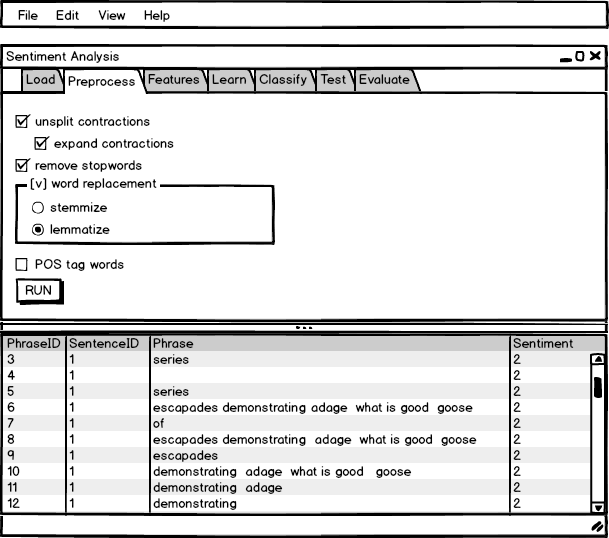 File Edit View Help
Sentiment Analysis
Load Preprocess Features Learn Classify Test Evaluate
unsplit contractions
expand contractions
remove stopwords
[v] word replacement
stemmize
lemmatize
POS tag words
RUN
PhraseID SentenceID Phrase Sentiment
3 1 series 2
4 1 2
5 1 series 2
6 1 escapades demonstrating adage what is good goose 2
7 1 of 2
8 1 escapades demonstrating adage what is good goose 2
9 1 escapades 2
10 1 demonstrating adage what is good goose 2
11 1 demonstrating adage 2
12 1 demonstrating 2